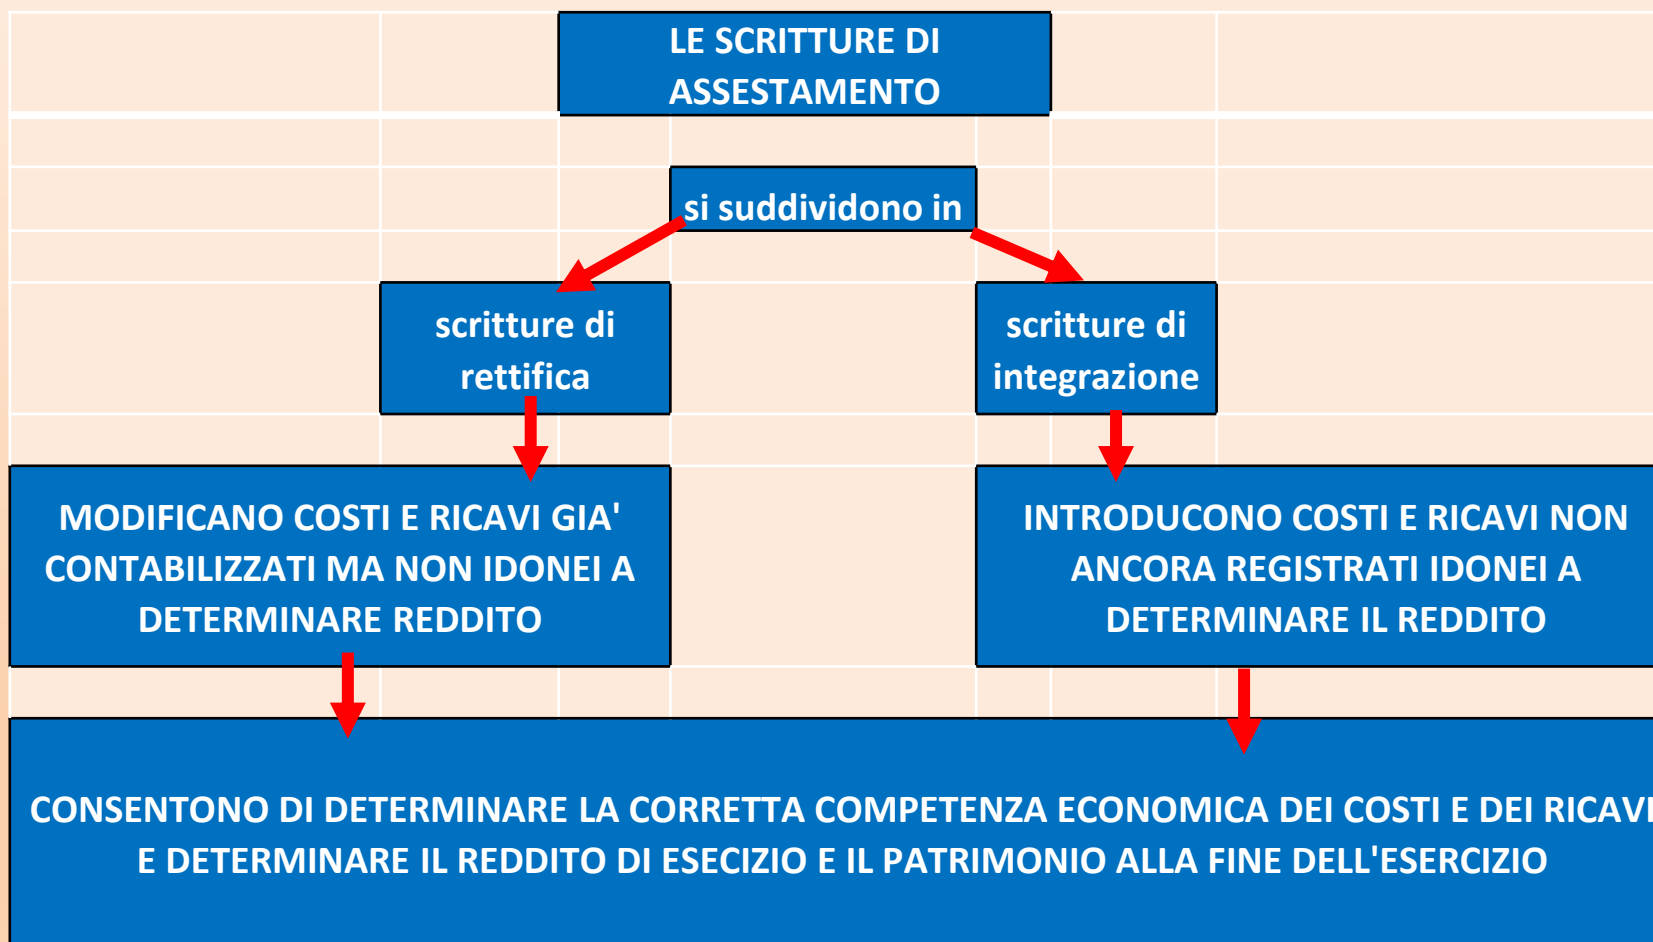 LE SCRITTURE DI
ASSESTAMENTO
si suddividono in
scritture di
rettifica
scritture di
integrazione
MODIFICANO COSTI E RICAVI GIA'
CONTABILIZZATI MA NON IDONEI A
DETERMINARE REDDITO
INTRODUCONO COSTI E RICAVI NON
ANCORA REGISTRATI IDONEI A
DETERMINARE IL REDDITO
CONSENTONO DI DETERMINARE LA CORRETTA COMPETENZA ECONOMICA DEI COSTI E DEI RICAVI
E DETERMINARE IL REDDITO DI ESECIZIO E IL PATRIMONIO ALLA FINE DELL'ESERCIZIO